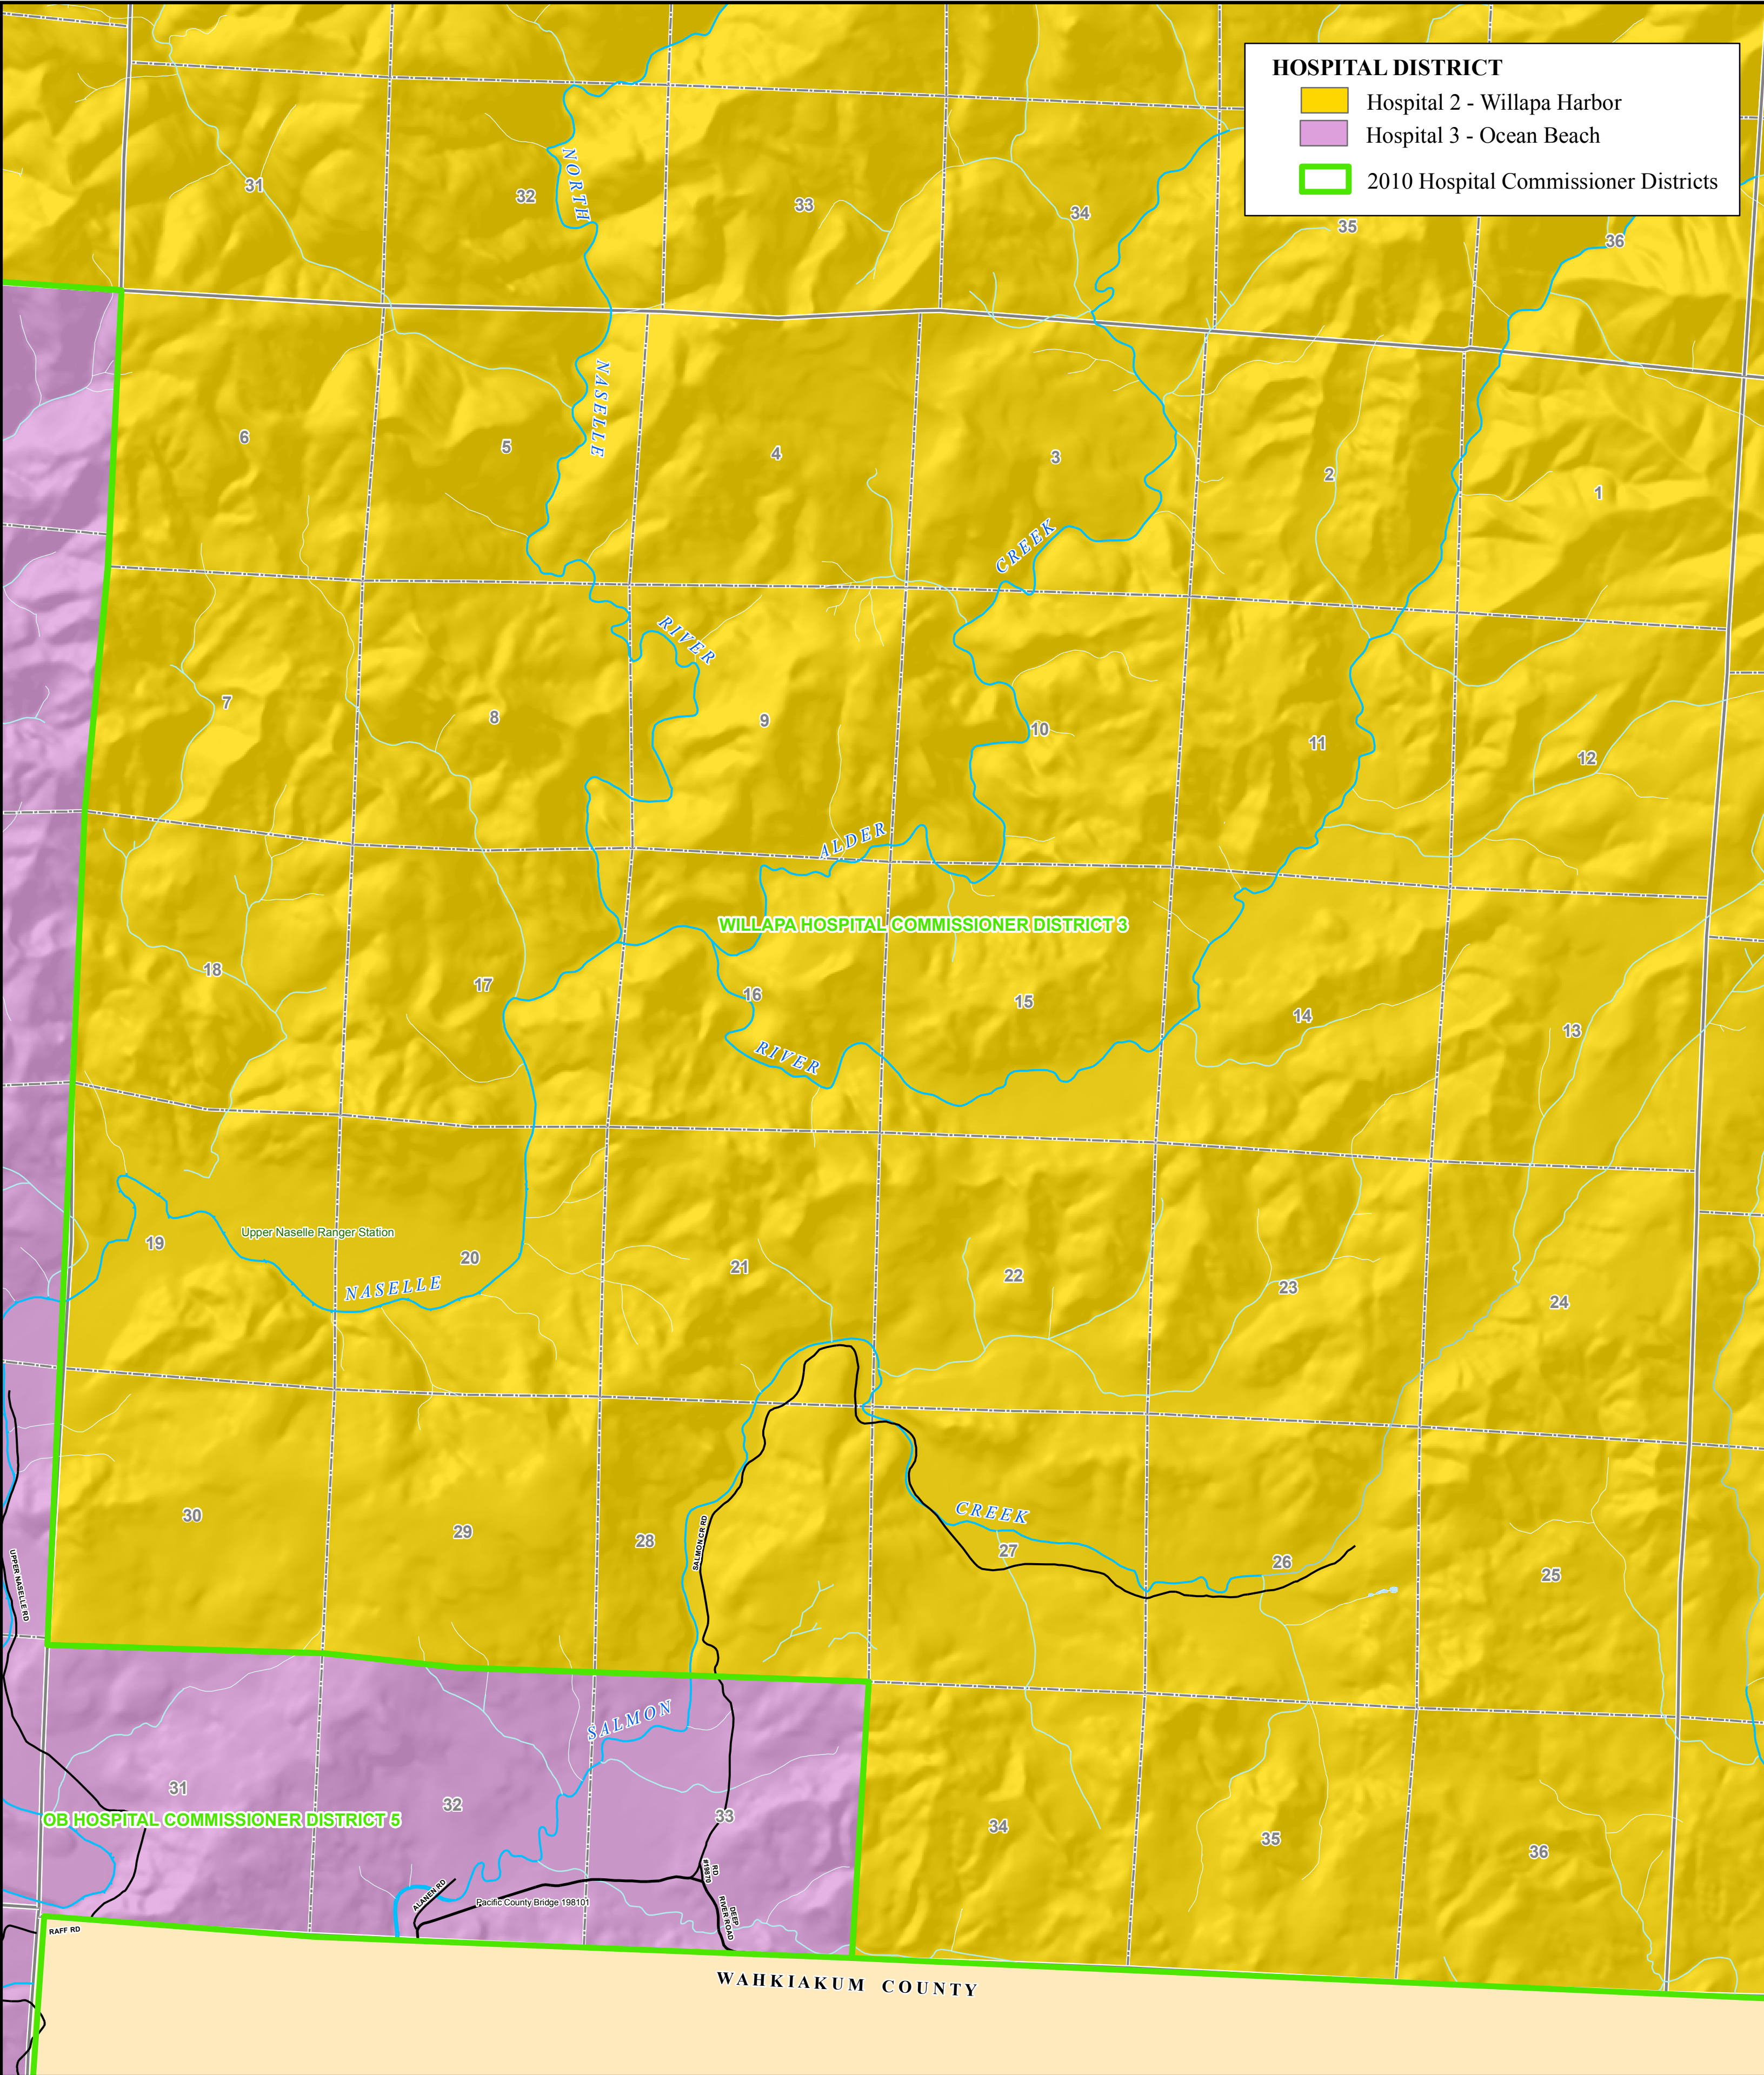 HOSPITAL DISTRICT
Hospital 2 - Willapa Harbor
Hospital 3 - Ocean Beach
2010 Hospital Commissioner Districts
31
32
NORTH
33
34
35
36
6
5
NASELLE
4
3
2
1
CREEK
RIVER
7
8
9
10
11
12
ALDER
WILLAPA HOSPITAL COMMISSIONER DISTRICT 3
18
17
16
15
14
13
RIVER
19
Upper Naselle Ranger Station
20
NASELLE
21
22
23
24
30
29
28
SALMON CR RD
CREEK
27
26
25
UPPER NASELLE RD
SALMON
31
32
33
34
35
36
OB HOSPITAL COMMISSIONER DISTRICT 5
RD
#19870
ALANEN RD
Pacific County Bridge 198101
DEEP
RIVER ROAD
RAFF RD
WAHKIAKUM COUNTY